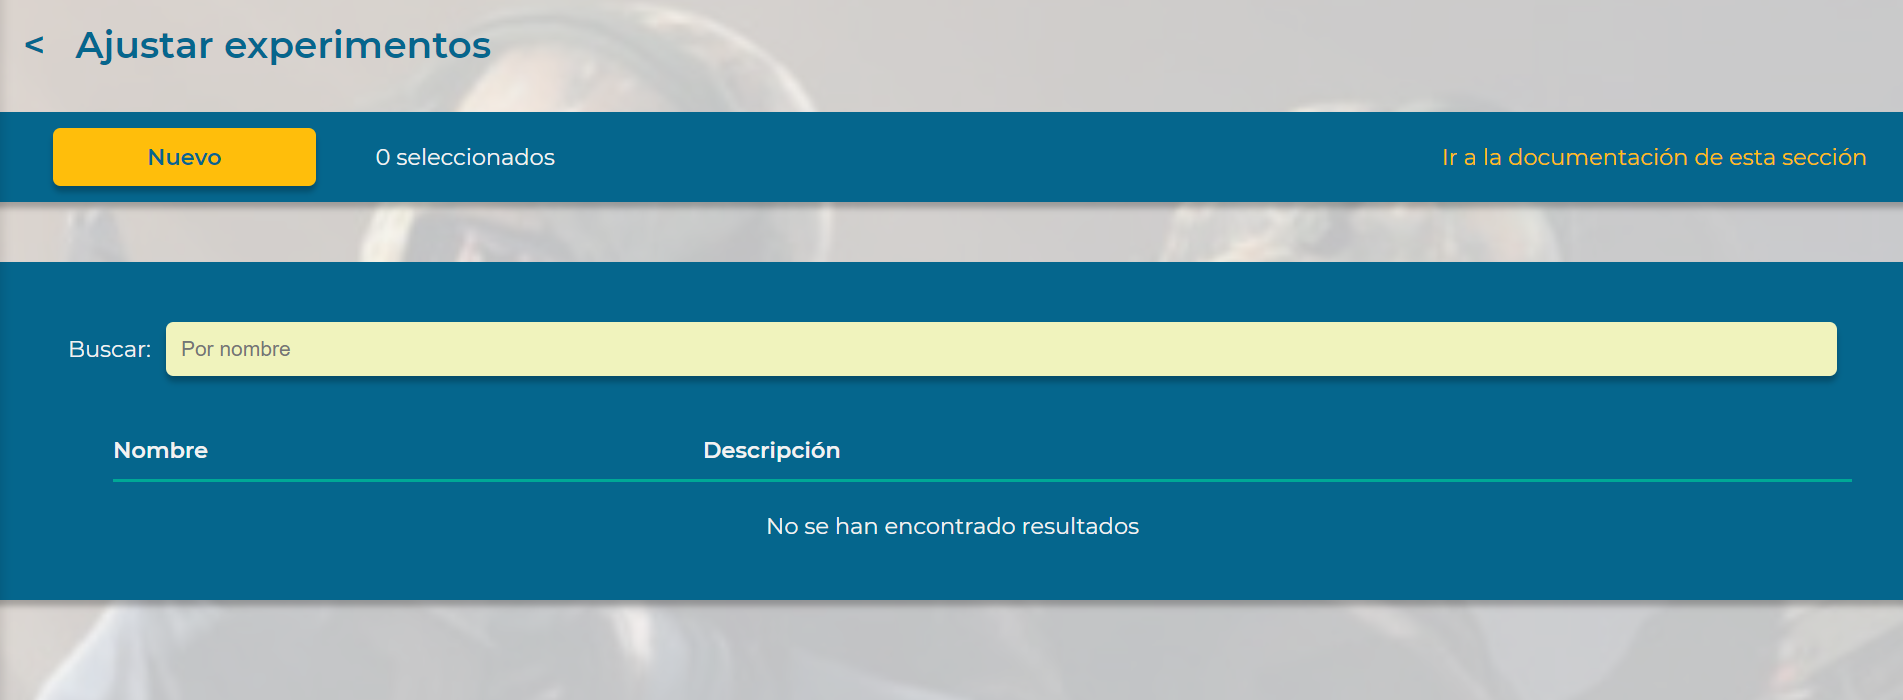 < Ajustar experimentos
Nuevo 0 seleccionados Ir a la documentación de esta sección
Buscar: Por nombre
Nombre Descripción
No se han encontrado resultados